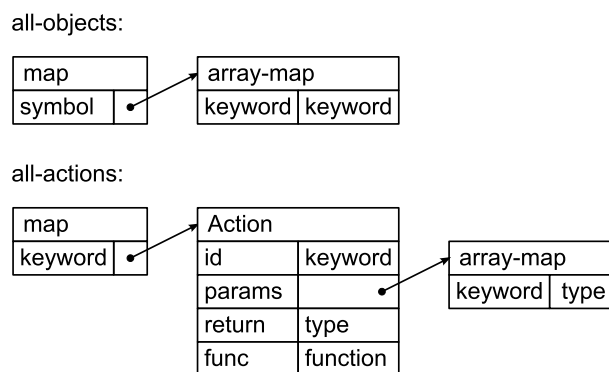 all-objects:
map
array-map
symbol
keyword keyword
all-actions:
map
Action
keyword
id keyword
array-map
params
keyword type
return type
func function